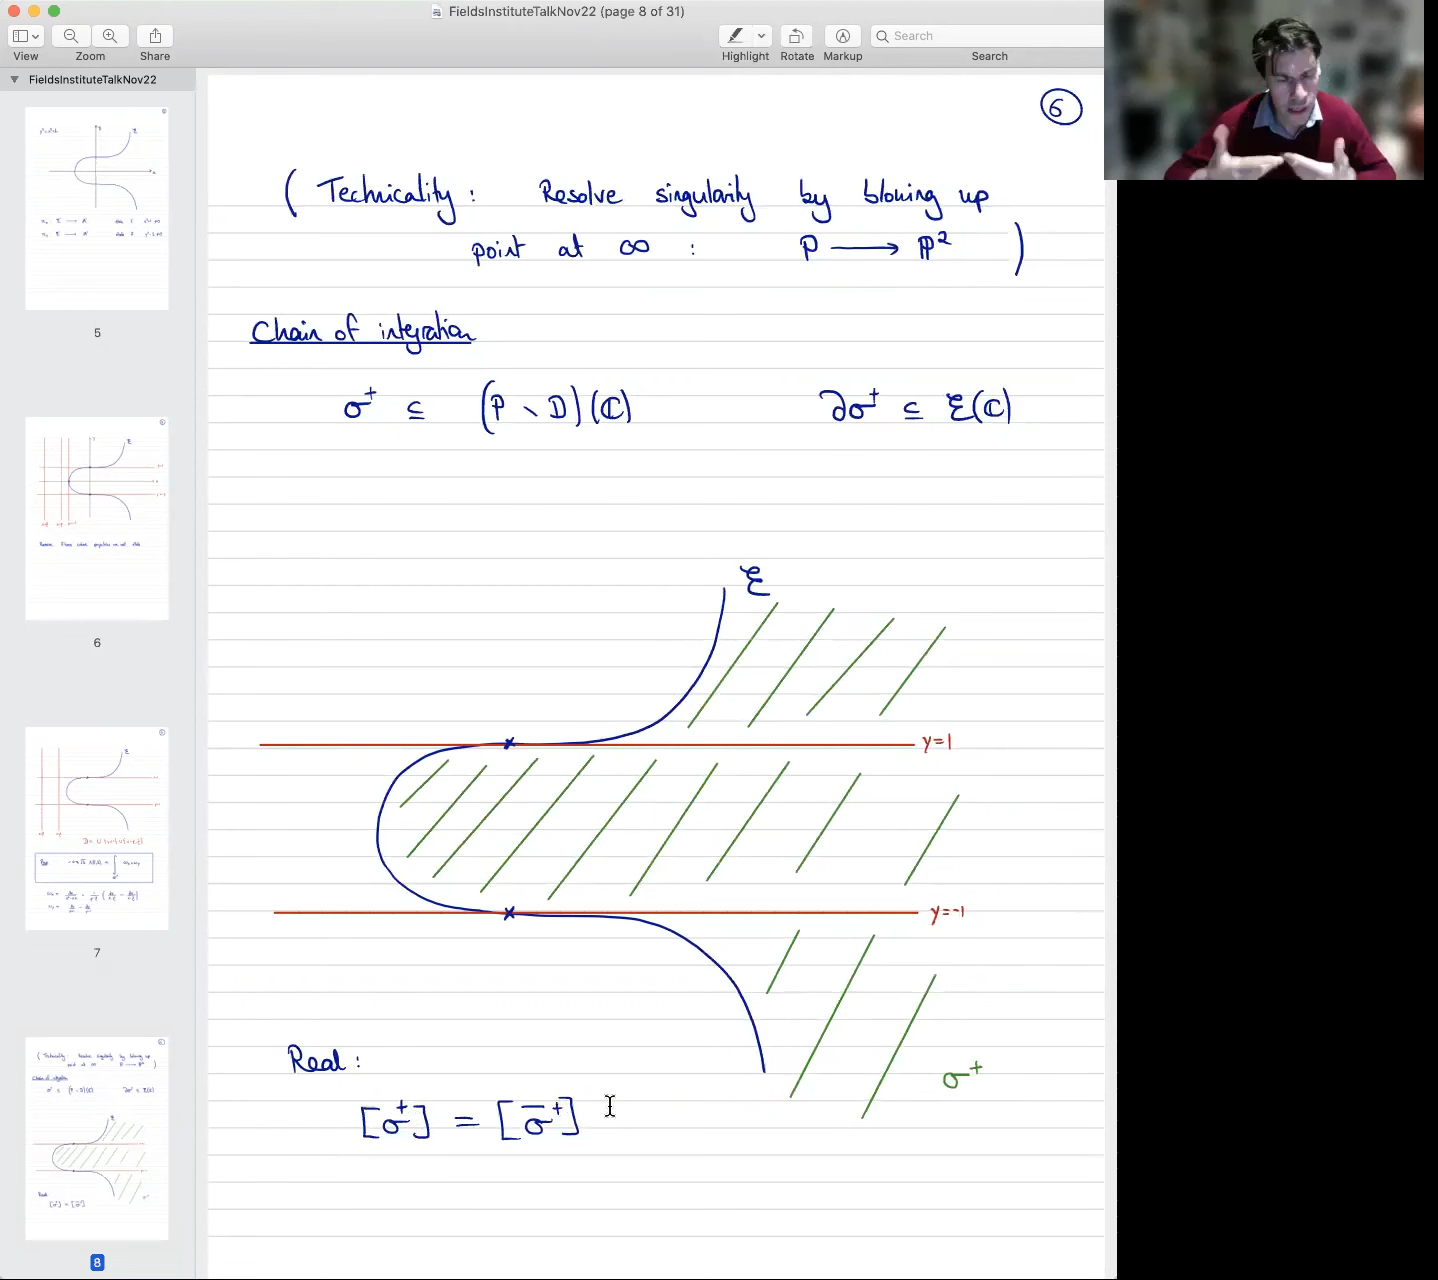 FieldsInstituteTalkNov22 (page 8 of 31)
View
Zoom
Share
Highlight
Rotate
Markup
Search
Search
FieldsInstituteTalkNov22
5
6
7
8
6
( Technicality : Resolve singularity by blowing up
point at ∞ : P ⟶ ℙ² )
Chain of integration
σ⁺ ⊆ (P \ D)(ℂ) ∂σ⁺ ⊆ ℰ(ℂ)
ℰ
y=1
y=-1
Real :
σ⁺
[σ⁺] = [σ̄⁺]